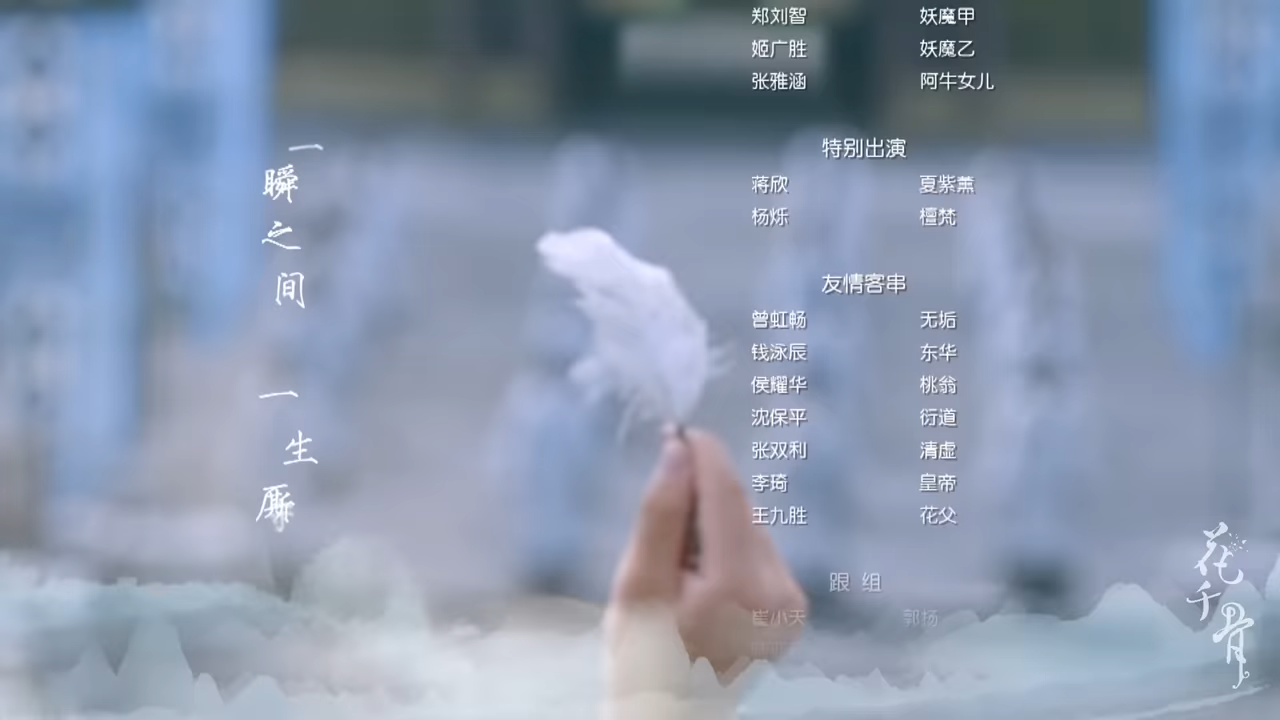 郑刘智 妖魔甲
姬广胜 妖魔乙
张雅涵 阿牛女儿
特别出演
蒋欣 夏紫薰
杨烁 檀梵
友情客串
曾虹畅 无垢
钱泳辰 东华
侯耀华 桃翁
沈保平 衍道
张双利 清虚
李琦 皇帝
王九胜 花父
跟 组
崔小天 郭扬
一瞬之间 一生厮
花千骨